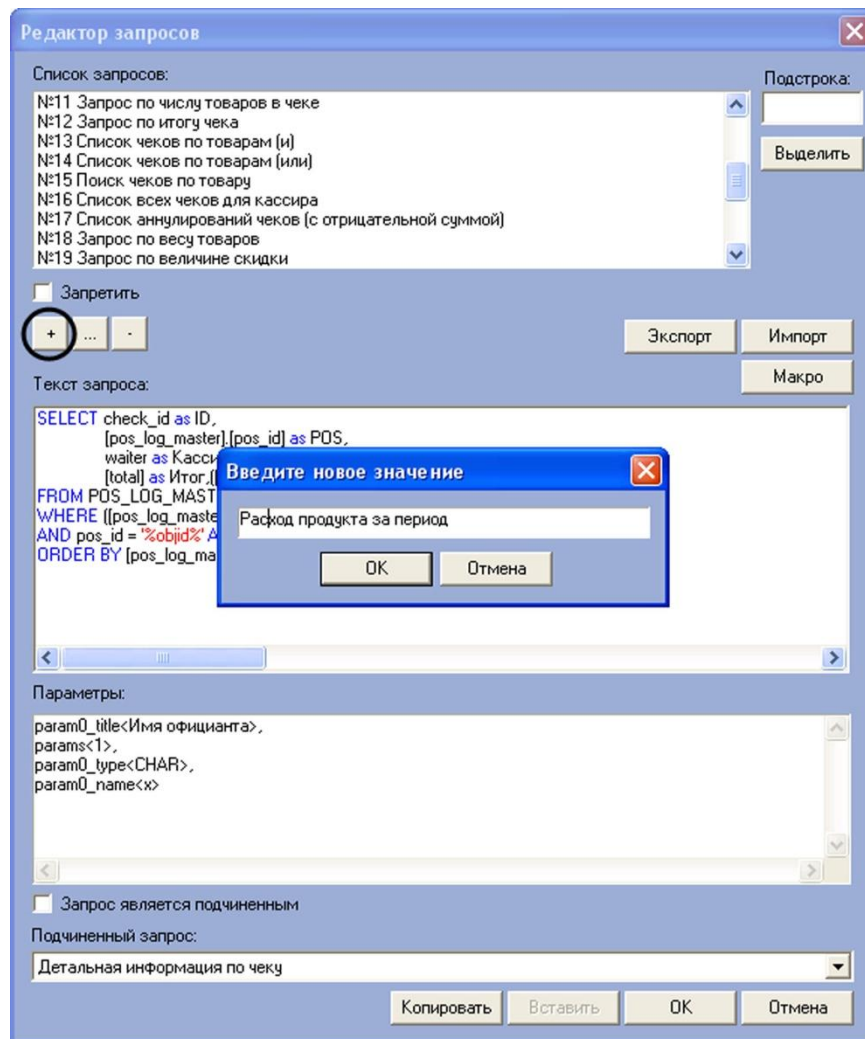 Редактор запросов
Список запросов:
Подстрока:
№11 Запрос по числу товаров в чеке
№12 Запрос по итогу чека
№13 Список чеков по товарам (и)
№14 Список чеков по товарам (или)
№15 Поиск чеков по товару
№16 Список всех чеков для кассира
№17 Список аннулирований чеков (с отрицательной суммой)
№18 Запрос по весу товаров
№19 Запрос по величине скидки
Выделить
Запретить
+ ... -
Экспорт Импорт
Макро
Текст запроса:
SELECT check_id as ID,
[pos_log_master].[pos_id] as POS,
waiter as Касси
[total] as Итог,([
FROM POS_LOG_MAST
WHERE ([pos_log_maste
AND pos_id = '%objid%' A
ORDER BY [pos_log_ma
Введите новое значение
Расход продукта за период
OK Отмена
Параметры:
param0_title<Имя официанта>,
params<1>,
param0_type<CHAR>,
param0_name<x>
Запрос является подчиненным
Подчиненный запрос:
Детальная информация по чеку
Копировать Вставить OK Отмена